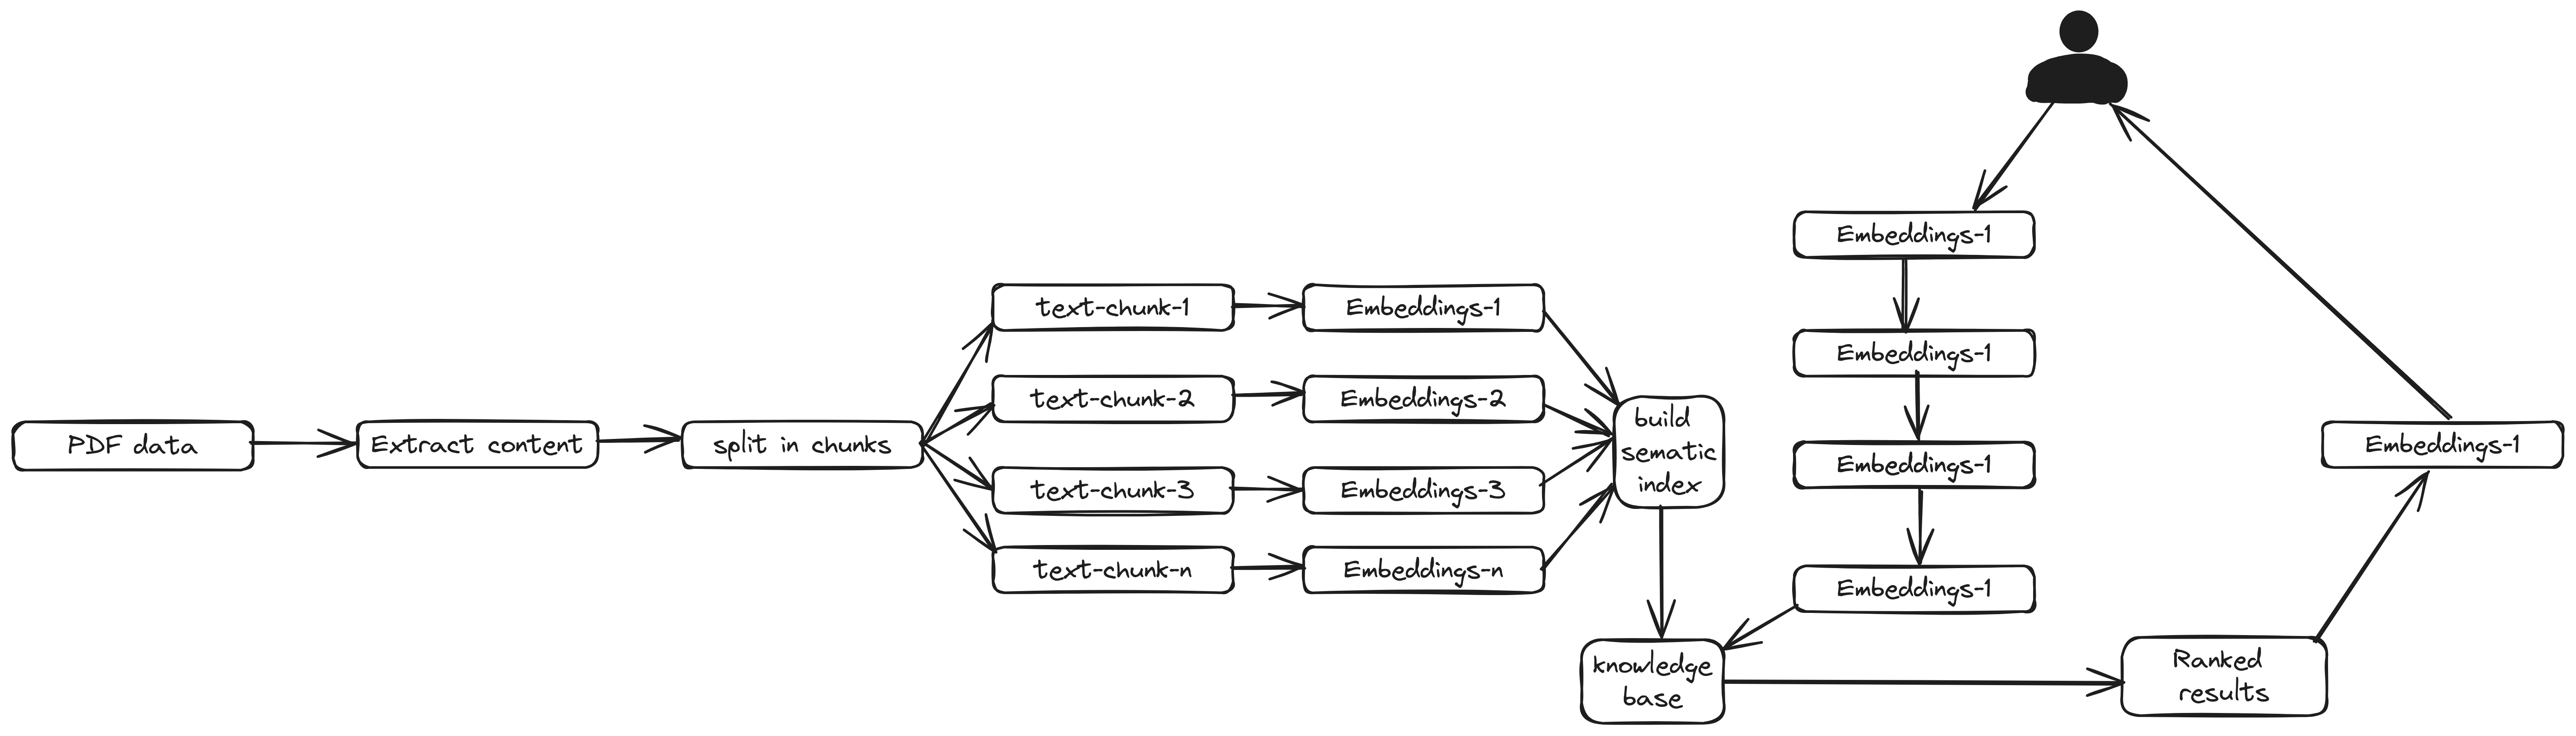 PDF data
Extract content
split in chunks
text-chunk-1
text-chunk-2
text-chunk-3
text-chunk-n
Embeddings-1
Embeddings-2
Embeddings-3
Embeddings-n
build
sematic
index
knowledge
base
Embeddings-1
Embeddings-1
Embeddings-1
Embeddings-1
Ranked
results
Embeddings-1